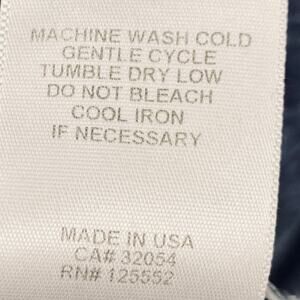 MACHINE WASH COLD
GENTLE CYCLE
TUMBLE DRY LOW
DO NOT BLEACH
COOL IRON
IF NECESSARY
MADE IN USA
CA# 32054
RN# 125552